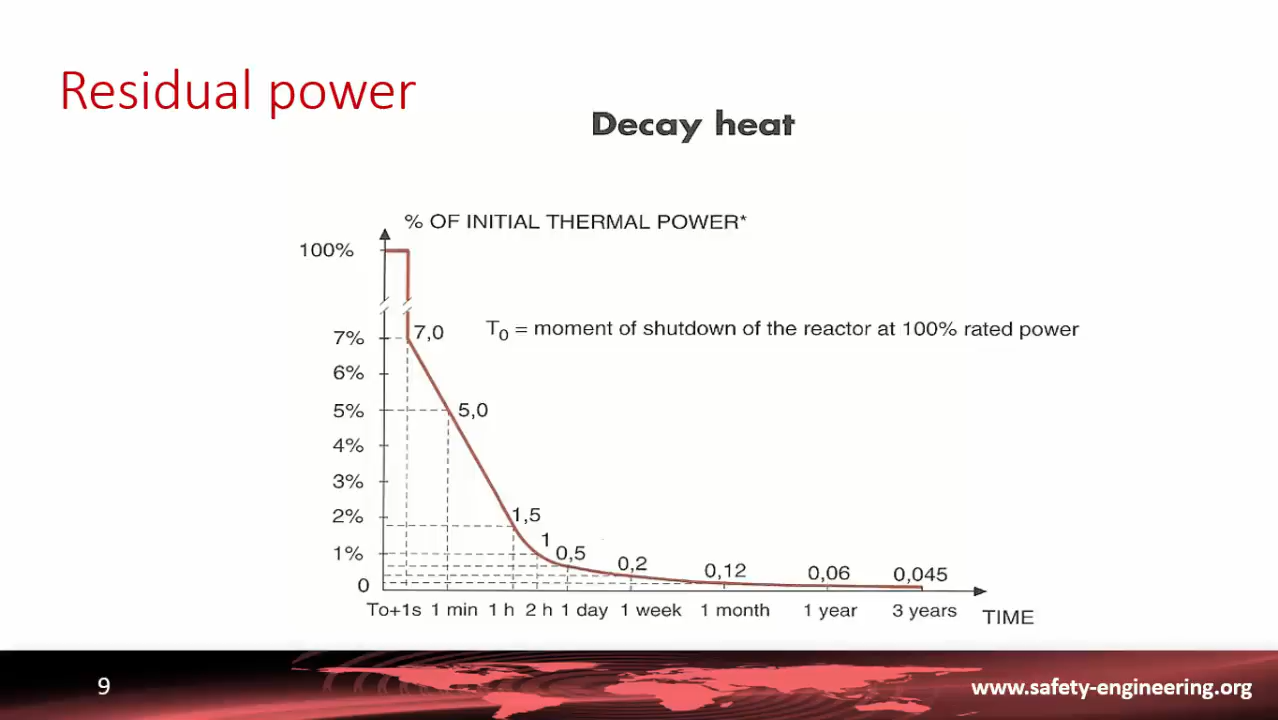 Residual power
Decay heat
% OF INITIAL THERMAL POWER*
100%
7,0
T0 = moment of shutdown of the reactor at 100% rated power
7%
6%
5%
5,0
4%
3%
2%
1,5
1
1%
0,5
0,2
0,12
0,06
0,045
0
To+1s 1 min 1 h 2 h 1 day 1 week 1 month 1 year 3 years
TIME
9
www.safety-engineering.org